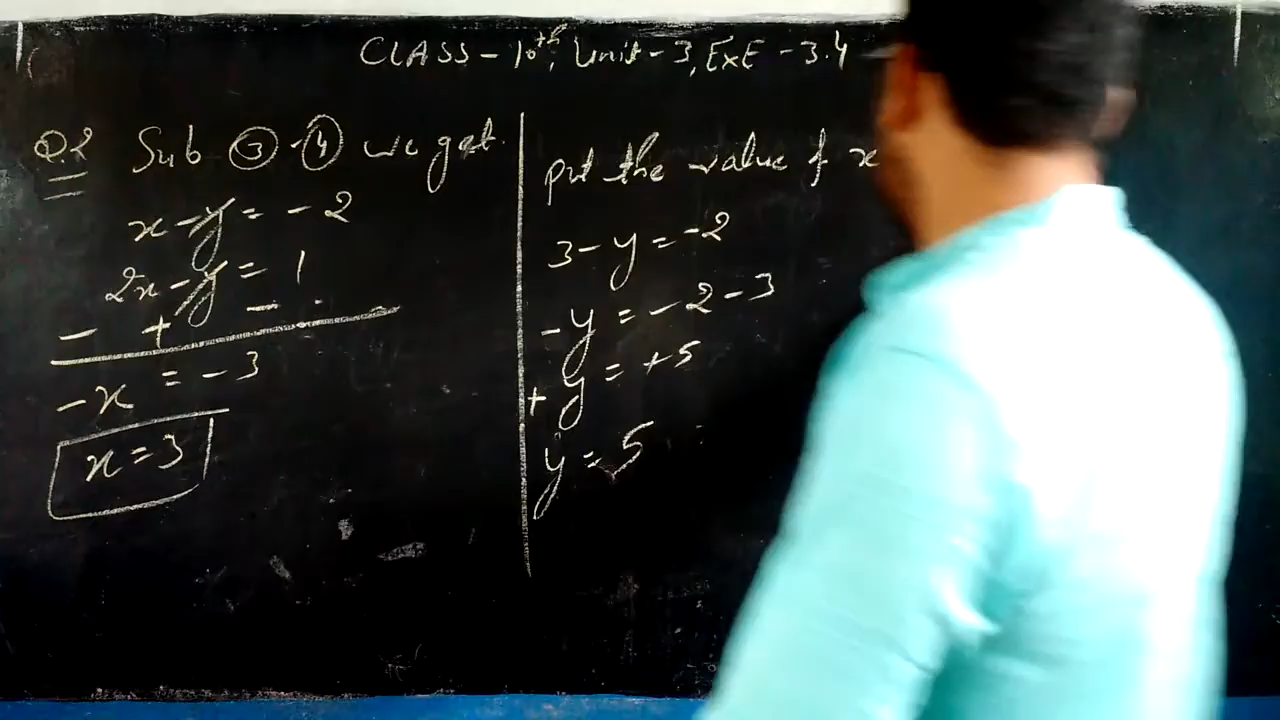 CLASS - 10th, Unit - 3, EXE - 3.4
Q.2 Sub ③ - ④ we get
x - y = - 2
2x - y = 1
- + -
- x = - 3
x = 3
put the value of x
3 - y = - 2
- y = - 2 - 3
+ y = + 5
y = 5